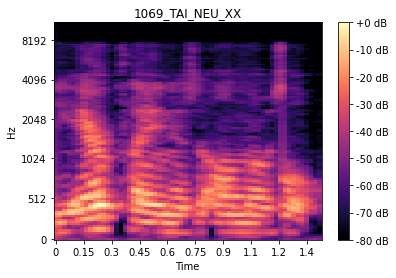 1069_TAI_NEU_XX
+0 dB
8192
-10 dB
4096
-20 dB
-30 dB
2048
Hz
-40 dB
1024
-50 dB
512
-60 dB
-70 dB
0
-80 dB
0 0.15 0.3 0.45 0.6 0.75 0.9 1.1 1.2 1.4
Time